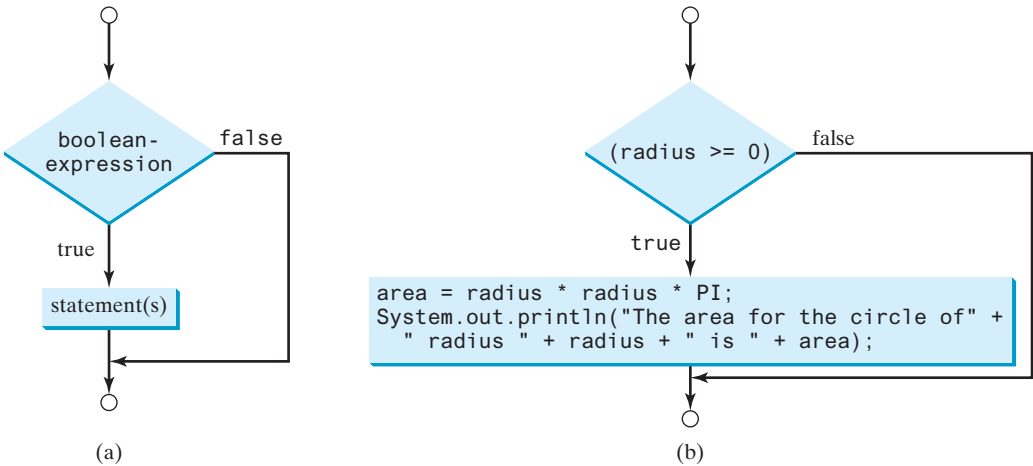 boolean-
expression
false
true
statement(s)
(a)
(radius >= 0)
false
true
area = radius * radius * PI;
System.out.println("The area for the circle of" +
" radius " + radius + " is " + area);
(b)